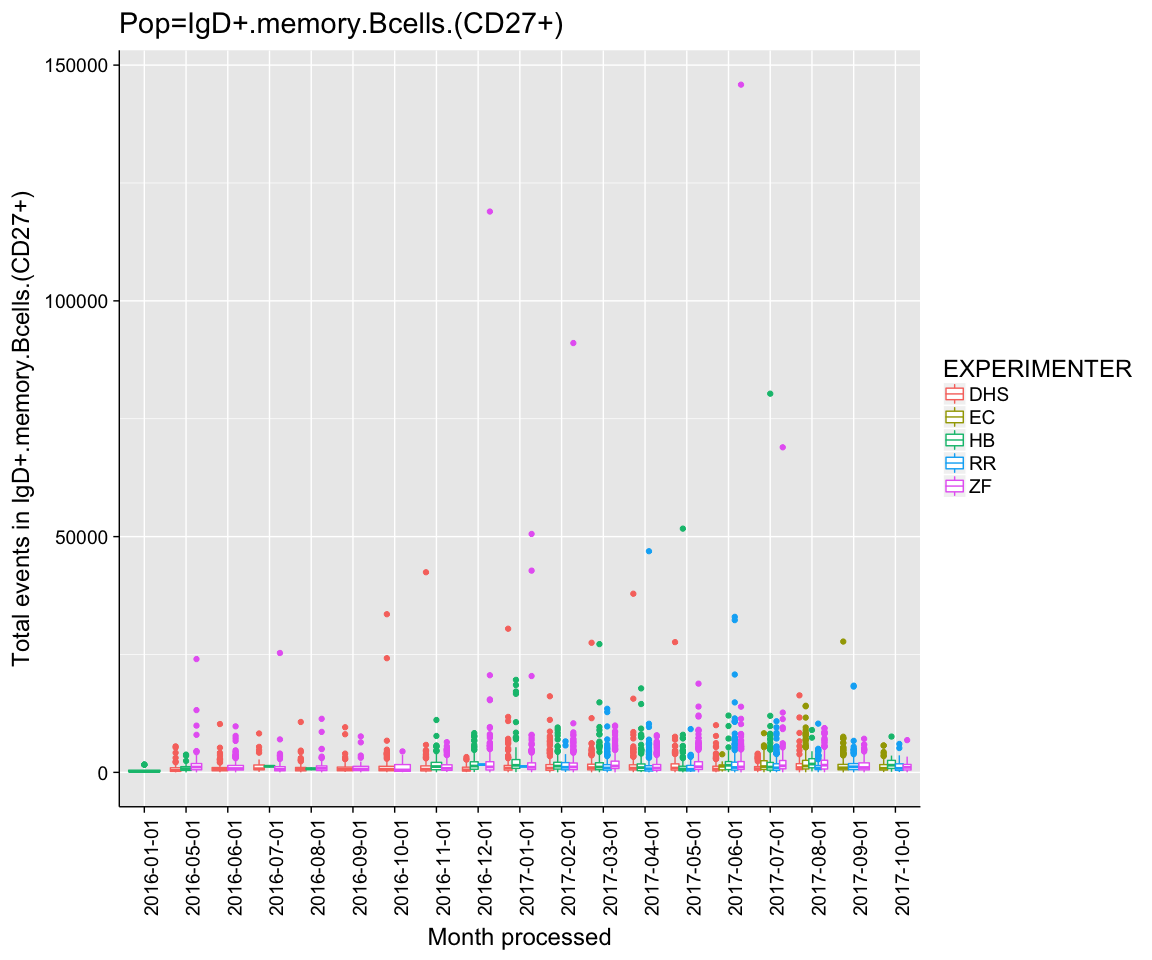 Pop=IgD+.memory.Bcells.(CD27+)
Total events in IgD+.memory.Bcells.(CD27+)
150000
100000
50000
0
2016-01-01
2016-05-01
2016-06-01
2016-07-01
2016-08-01
2016-09-01
2016-10-01
2016-11-01
2016-12-01
2017-01-01
2017-02-01
2017-03-01
2017-04-01
2017-05-01
2017-06-01
2017-07-01
2017-08-01
2017-09-01
2017-10-01
Month processed
EXPERIMENTER
DHS
EC
HB
RR
ZF